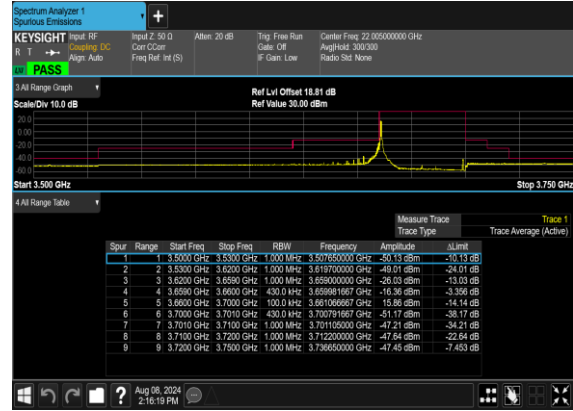 Spectrum Analyzer 1
Spurious Emissions
+
KEYSIGHT Input: RF Input Z: 50 Ω Atten: 20 dB Trig: Free Run Center Freq: 22.005000000 GHz
R T Coupling: DC Corr CCorr Gate: Off Avg|Hold: 300/300
Align: Auto Freq Ref: Int (S) IF Gain: Low Radio Std: None
PASS
3 All Range Graph Ref Lvl Offset 18.81 dB
Scale/Div 10.0 dB Ref Value 30.00 dBm
20.0
0.00
-20.0
-40.0
-60.0
Start 3.500 GHz Stop 3.750 GHz
4 All Range Table
Measure Trace Trace 1
Trace Type Trace Average (Active)
Spur Range Start Freq Stop Freq RBW Frequency Amplitude ΔLimit
1 1 3.5000 GHz 3.5300 GHz 1.000 MHz 3.507650000 GHz -50.13 dBm -10.13 dB
2 2 3.5300 GHz 3.6200 GHz 1.000 MHz 3.619700000 GHz -49.01 dBm -24.01 dB
3 3 3.6200 GHz 3.6590 GHz 1.000 MHz 3.659000000 GHz -26.03 dBm -13.03 dB
4 4 3.6590 GHz 3.6600 GHz 430.0 kHz 3.659981667 GHz -16.36 dBm -3.356 dB
5 5 3.6600 GHz 3.7000 GHz 100.0 kHz 3.661066667 GHz 15.86 dBm -14.14 dB
6 6 3.7000 GHz 3.7010 GHz 430.0 kHz 3.700791667 GHz -51.17 dBm -38.17 dB
7 7 3.7010 GHz 3.7100 GHz 1.000 MHz 3.701105000 GHz -47.21 dBm -34.21 dB
8 8 3.7100 GHz 3.7200 GHz 1.000 MHz 3.712200000 GHz -47.64 dBm -22.64 dB
9 9 3.7200 GHz 3.7500 GHz 1.000 MHz 3.736650000 GHz -47.45 dBm -7.453 dB
? Aug 08, 2024
2:16:19 PM